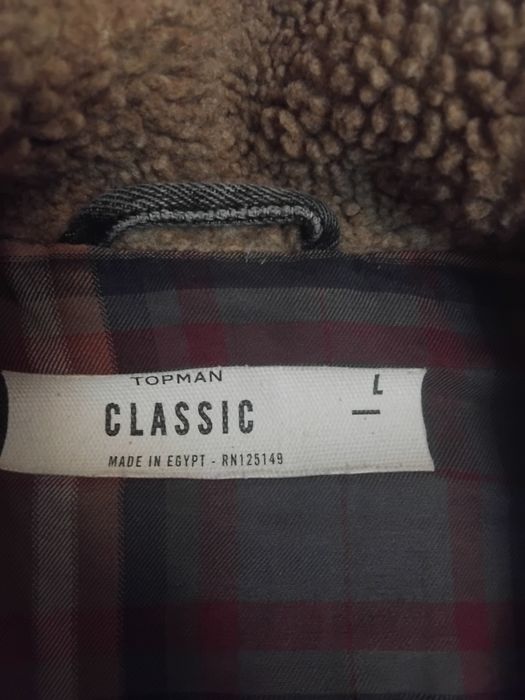 TOPMAN
L
CLASSIC
MADE IN EGYPT - RN125149